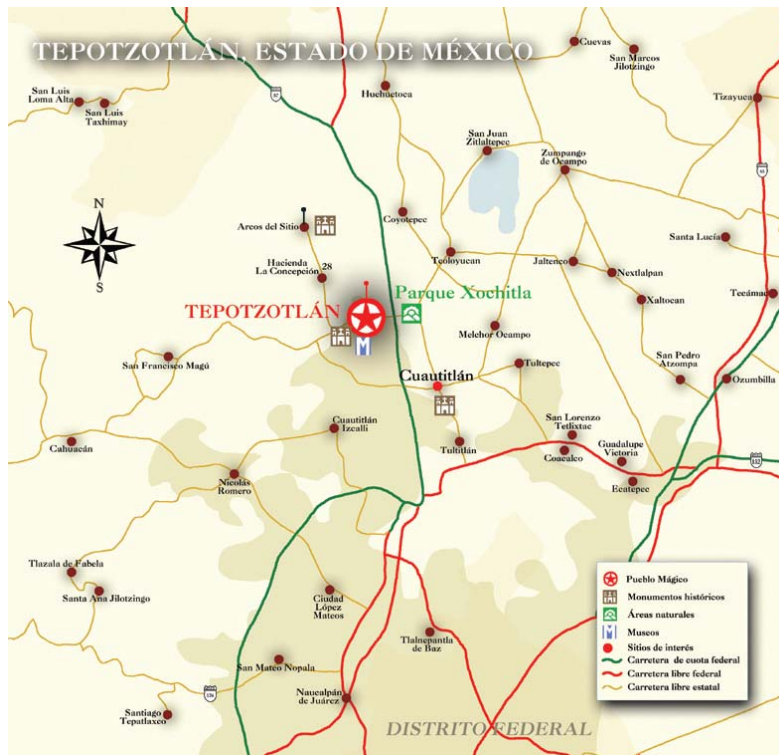 TEPOTZOTLÁN, ESTADO DE MÉXICO
Cuevas
San Marcos
Jilotzingo
San Luis
Loma Alta
San Luis
Taxhimay
57
Huehuetoca
Tizayuca
San Juan
Zitlaltepec
Zumpango
de Ocampo
85
N
S
Arcos del Sitio
Coyotepec
Santa Lucía
Hacienda
La Concepción
28
Teoloyucan
Jaltenco
Nextlalpan
Tecámac
Xaltocan
Parque Xochitla
TEPOTZOTLÁN
Melchor Ocampo
San Francisco Magú
Cuautitlán
Tultepec
San Pedro
Atzompa
Ozumbilla
Cuautitlán
Izcalli
San Lorenzo
Tetlixtac
Cahuacán
Tultitlán
Coacalco
Guadalupe
Victoria
132
Nicolás
Romero
Ecatepec
Tlazala de Fabela
Santa Ana Jilotzingo
Ciudad
López
Mateos
Tlalnepantla
de Baz
San Mateo Nopala
Naucalpán
de Juárez
Santiago
Tepatlaxco
DISTRITO FEDERAL
Pueblo Mágico
Monumentos históricos
Áreas naturales
Museos
Sitios de interés
Carretera de cuota federal
Carretera libre federal
Carretera libre estatal